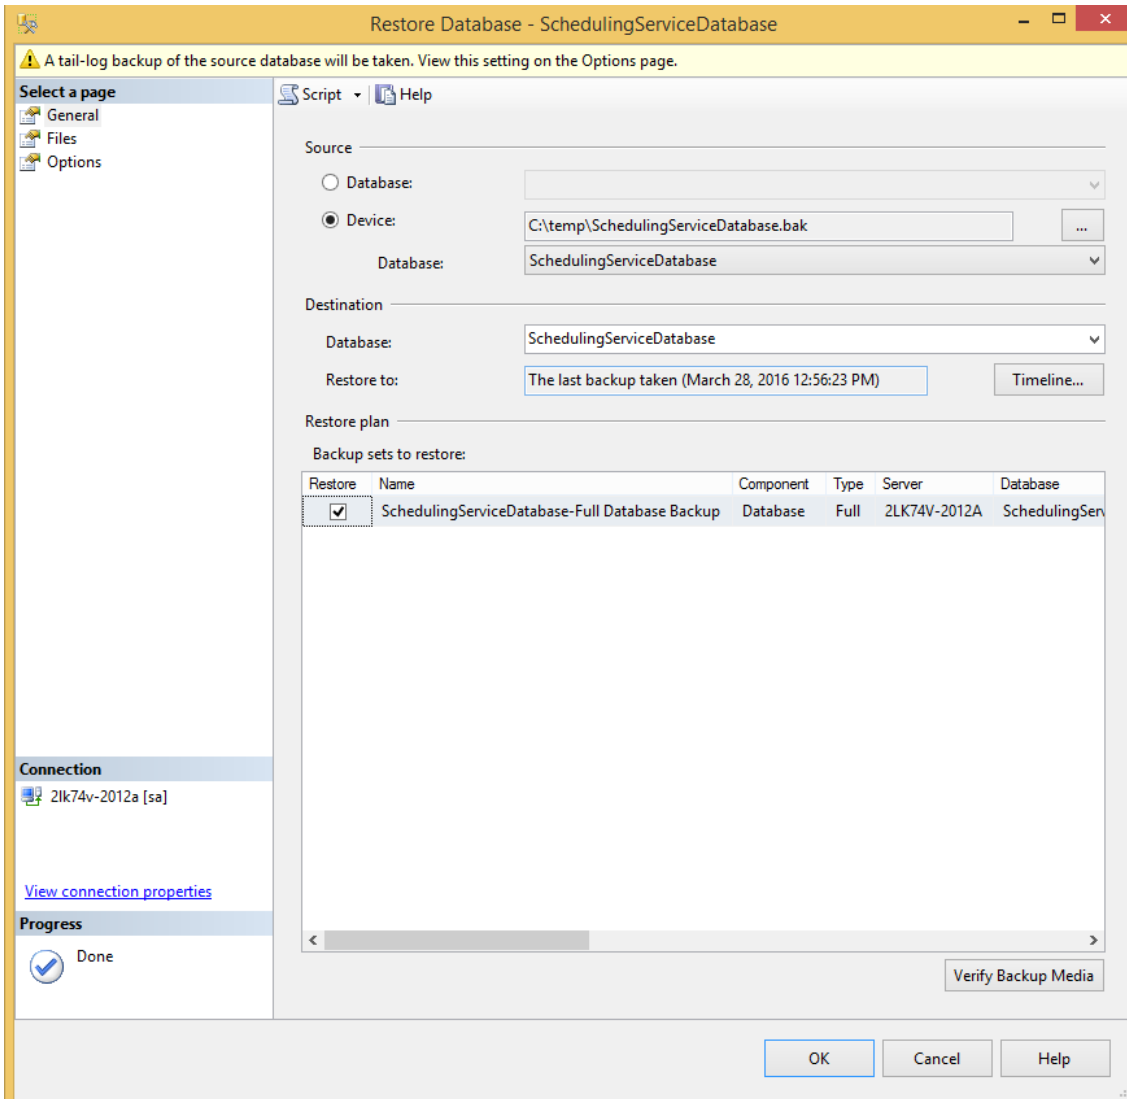 Restore Database - SchedulingServiceDatabase
A tail-log backup of the source database will be taken. View this setting on the Options page.
Select a page
General
Files
Options
Script
Help
Source
Database:
Device:
C:\temp\SchedulingServiceDatabase.bak
...
Database:
SchedulingServiceDatabase
Destination
Database:
SchedulingServiceDatabase
Restore to:
The last backup taken (March 28, 2016 12:56:23 PM)
Timeline...
Restore plan
Backup sets to restore:
Restore Name Component Type Server Database
SchedulingServiceDatabase-Full Database Backup Database Full 2LK74V-2012A SchedulingServ
Connection
2lk74v-2012a [sa]
View connection properties
Progress
Done
Verify Backup Media
OK
Cancel
Help